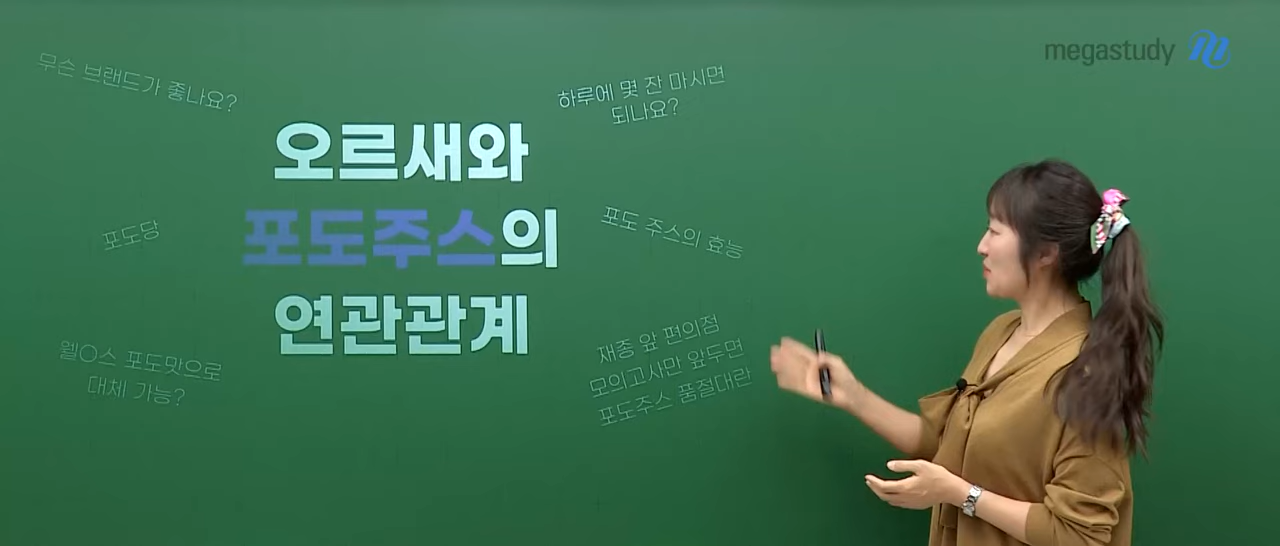 megastudy
무슨 브랜드가 좋나요?
하루에 몇 잔 마시면
되나요?
오르새와
포도주스의
연관관계
포도당
포도 주스의 효능
웰○스 포도맛으로
대체 가능?
재종 앞 편의점
모의고사만 앞두면
포도주스 품절대란